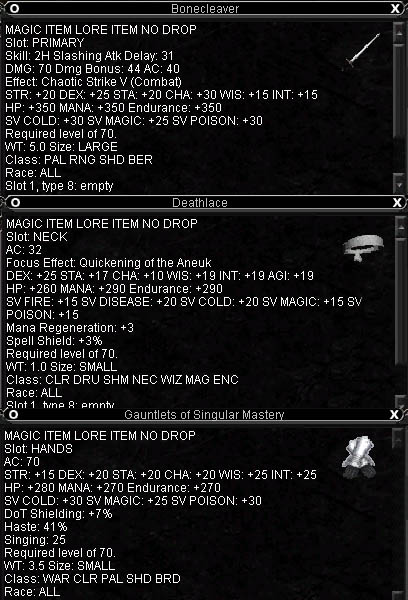 Bonecleaver
MAGIC ITEM LORE ITEM NO DROP
Slot: PRIMARY
Skill: 2H Slashing Atk Delay: 31
DMG: 70 Dmg Bonus: 44 AC: 40
Effect: Chaotic Strike V (Combat)
STR: +20 DEX: +25 STA: +20 CHA: +30 WIS: +15 INT: +15
HP: +350 MANA: +350 Endurance: +350
SV COLD: +30 SV MAGIC: +25 SV POISON: +30
Required level of 70.
WT: 5.0 Size: LARGE
Class: PAL RNG SHD BER
Race: ALL
Slot 1, type 8: empty
Deathlace
MAGIC ITEM LORE ITEM NO DROP
Slot: NECK
AC: 32
Focus Effect: Quickening of the Aneuk
DEX: +25 STA: +17 CHA: +10 WIS: +19 INT: +19 AGI: +19
HP: +260 MANA: +290 Endurance: +290
SV FIRE: +15 SV DISEASE: +20 SV COLD: +20 SV MAGIC: +15 SV
POISON: +15
Mana Regeneration: +3
Spell Shield: +3%
Required level of 70.
WT: 1.0 Size: SMALL
Class: CLR DRU SHM NEC WIZ MAG ENC
Race: ALL
Slot 1, type 8: empty
Gauntlets of Singular Mastery
MAGIC ITEM LORE ITEM NO DROP
Slot: HANDS
AC: 70
STR: +15 DEX: +20 STA: +20 CHA: +20 WIS: +25 INT: +25
HP: +280 MANA: +270 Endurance: +270
SV COLD: +30 SV MAGIC: +25 SV POISON: +30
DoT Shielding: +7%
Haste: 41%
Singing: 25
Required level of 70.
WT: 3.5 Size: SMALL
Class: WAR CLR PAL SHD BRD
Race: ALL